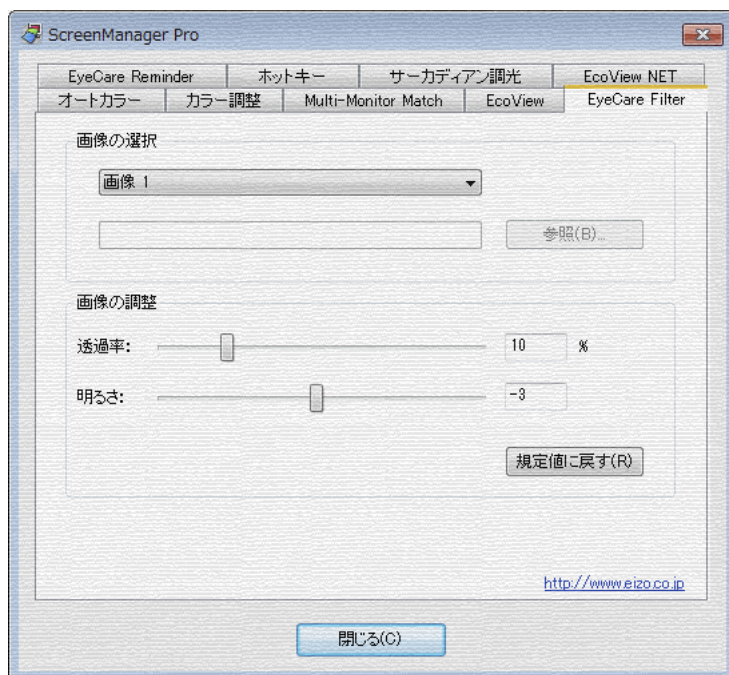 ScreenManager Pro
EyeCare Reminder ホットキー サーカディアン調光 EcoView NET
オートカラー カラー調整 Multi-Monitor Match EcoView EyeCare Filter
画像の選択
画像 1
参照(B)...
画像の調整
透過率: 10 %
明るさ: -3
規定値に戻す(R)
http://www.eizo.co.jp
閉じる(C)